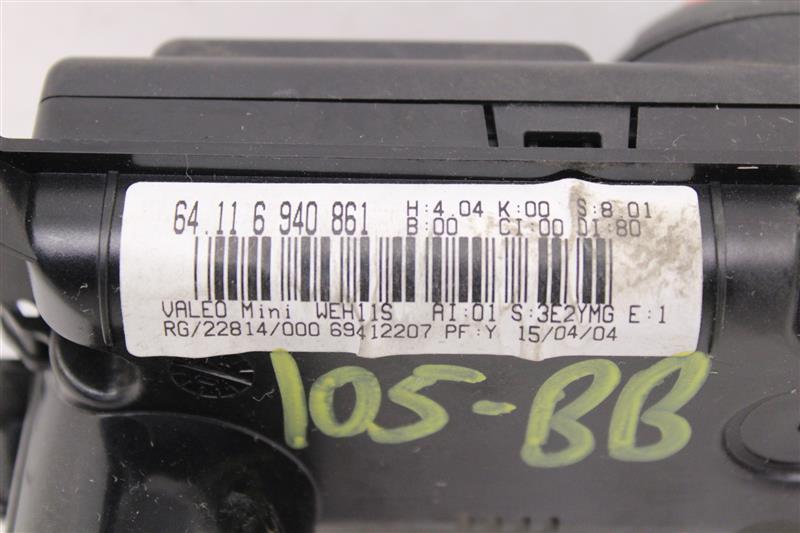 64.11 6 940 861 H:4.04 K:00 S:8.01
B:00 CI:00 DI:80
VALEO Mini WEH11S AI:01 S:3E2YMG E:1
RG/22814/000 69412207 PF:Y 15/04/04
105-BB